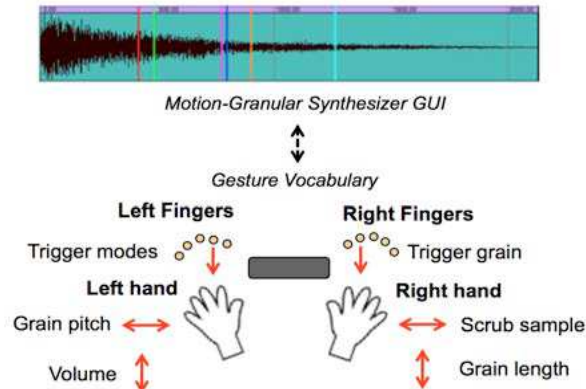 Motion-Granular Synthesizer GUI
Gesture Vocabulary
Left Fingers
Right Fingers
Trigger modes
Trigger grain
Left hand
Right hand
Grain pitch
Scrub sample
Volume
Grain length